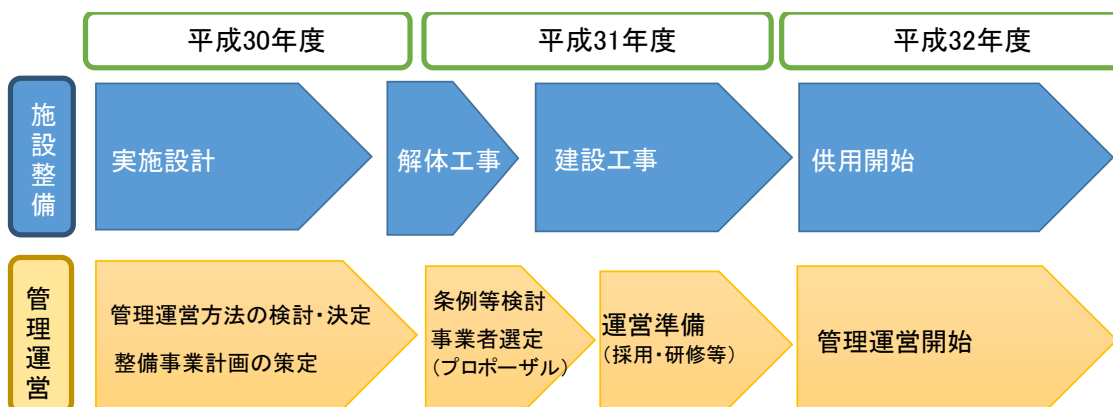 平成30年度
平成31年度
平成32年度
施設整備
実施設計
解体工事
建設工事
供用開始
管理運営
管理運営方法の検討・決定
整備事業計画の策定
条例等検討
事業者選定
(プロポーザル)
運営準備
(採用・研修等)
管理運営開始